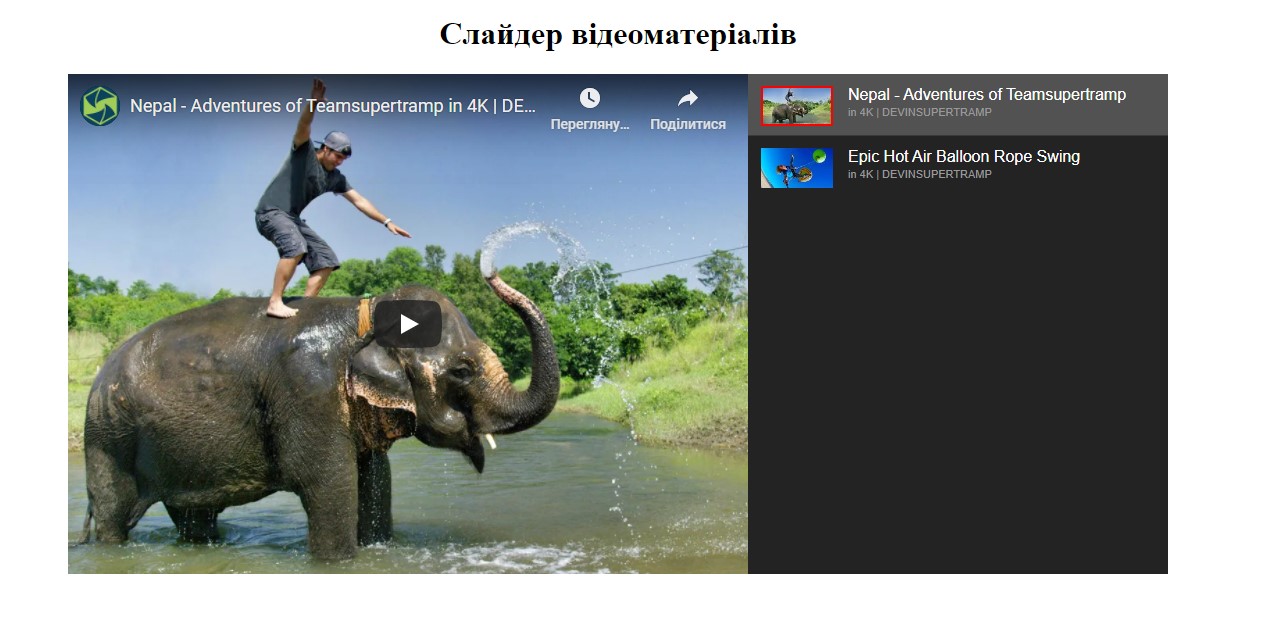 Слайдер відеоматеріалів
Nepal - Adventures of Teamsupertramp in 4K | DE...
Перегляну...
Поділитися
Nepal - Adventures of Teamsupertramp
in 4K | DEVINSUPERTRAMP
Epic Hot Air Balloon Rope Swing
in 4K | DEVINSUPERTRAMP